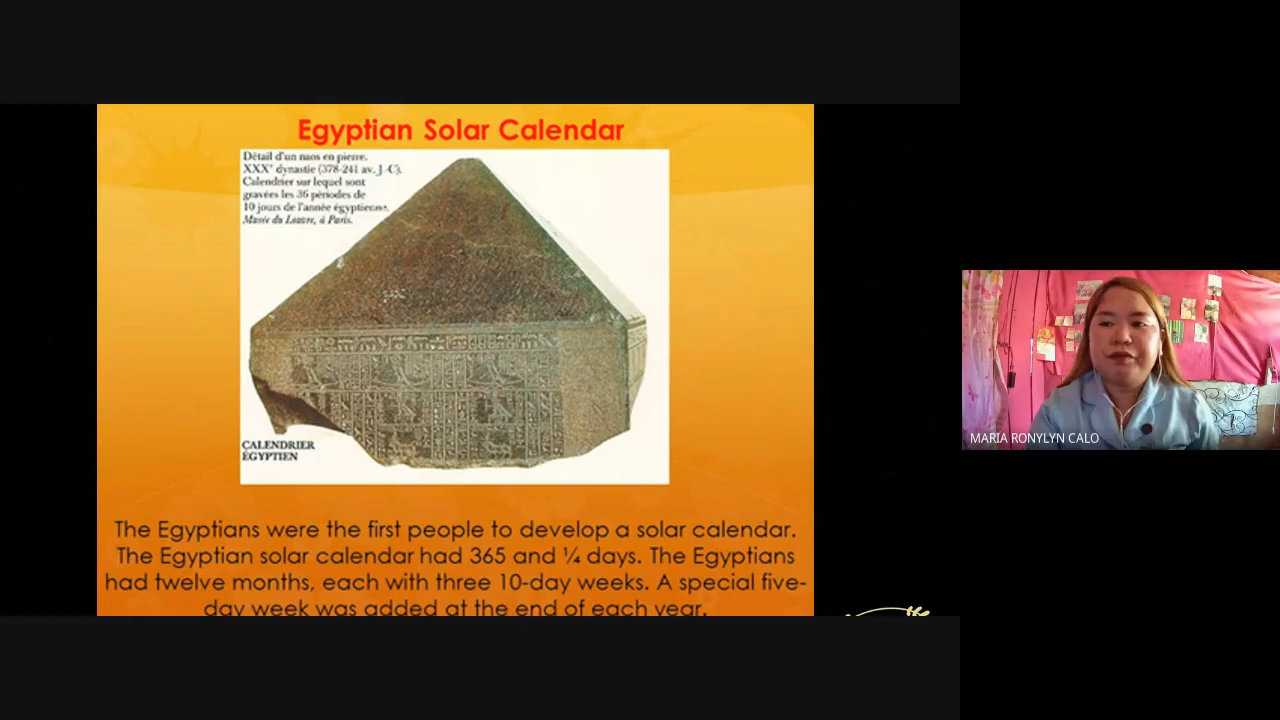 Egyptian Solar Calendar
Détail d'un naos en pierre.
XXXᵉ dynastie (378-241 av. J.-C).
Calendrier sur lequel sont
gravées les 36 périodes de
10 jours de l'année égyptienne.
Musée du Louvre, à Paris.
CALENDRIER
ÉGYPTIEN
The Egyptians were the first people to develop a solar calendar.
The Egyptian solar calendar had 365 and ¼ days. The Egyptians
had twelve months, each with three 10-day weeks. A special five-
day week was added at the end of each year.
MARIA RONYLYN CALO